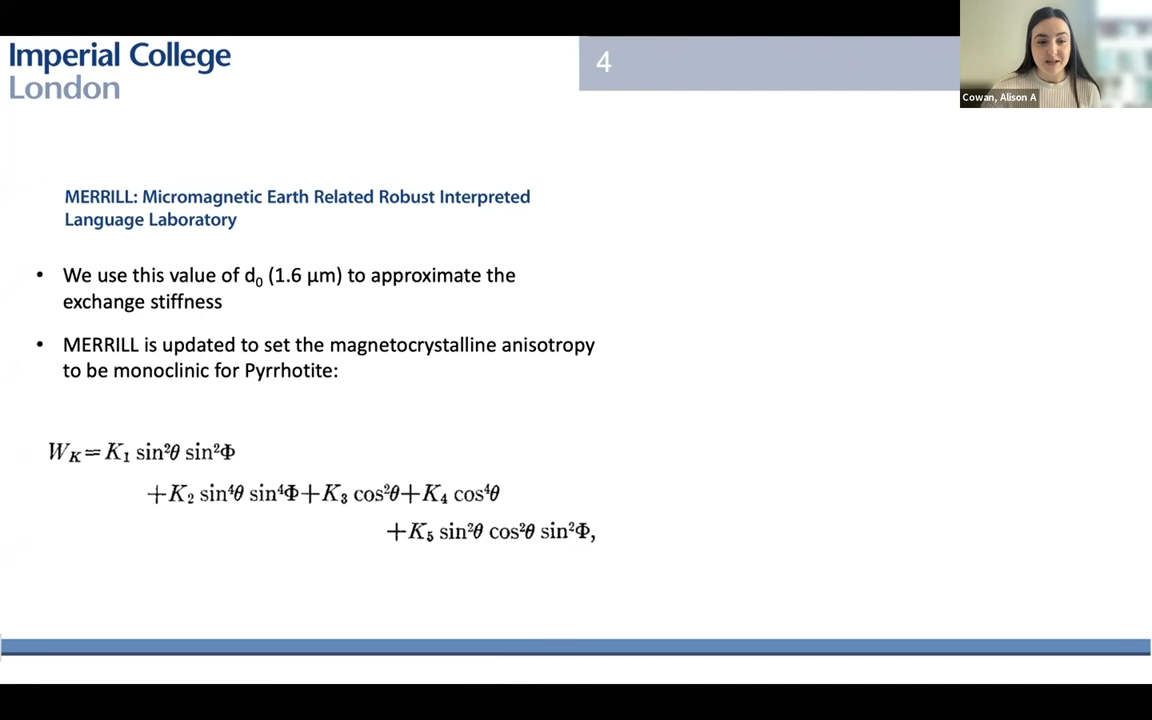 Imperial College
London
4
Cowan, Alison A
MERRILL: Micromagnetic Earth Related Robust Interpreted
Language Laboratory
• We use this value of d₀ (1.6 μm) to approximate the
exchange stiffness
• MERRILL is updated to set the magnetocrystalline anisotropy
to be monoclinic for Pyrrhotite:
W_K = K₁ sin²θ sin²Φ
+K₂ sin⁴θ sin⁴Φ+K₃ cos²θ+K₄ cos⁴θ
+K₅ sin²θ cos²θ sin²Φ,